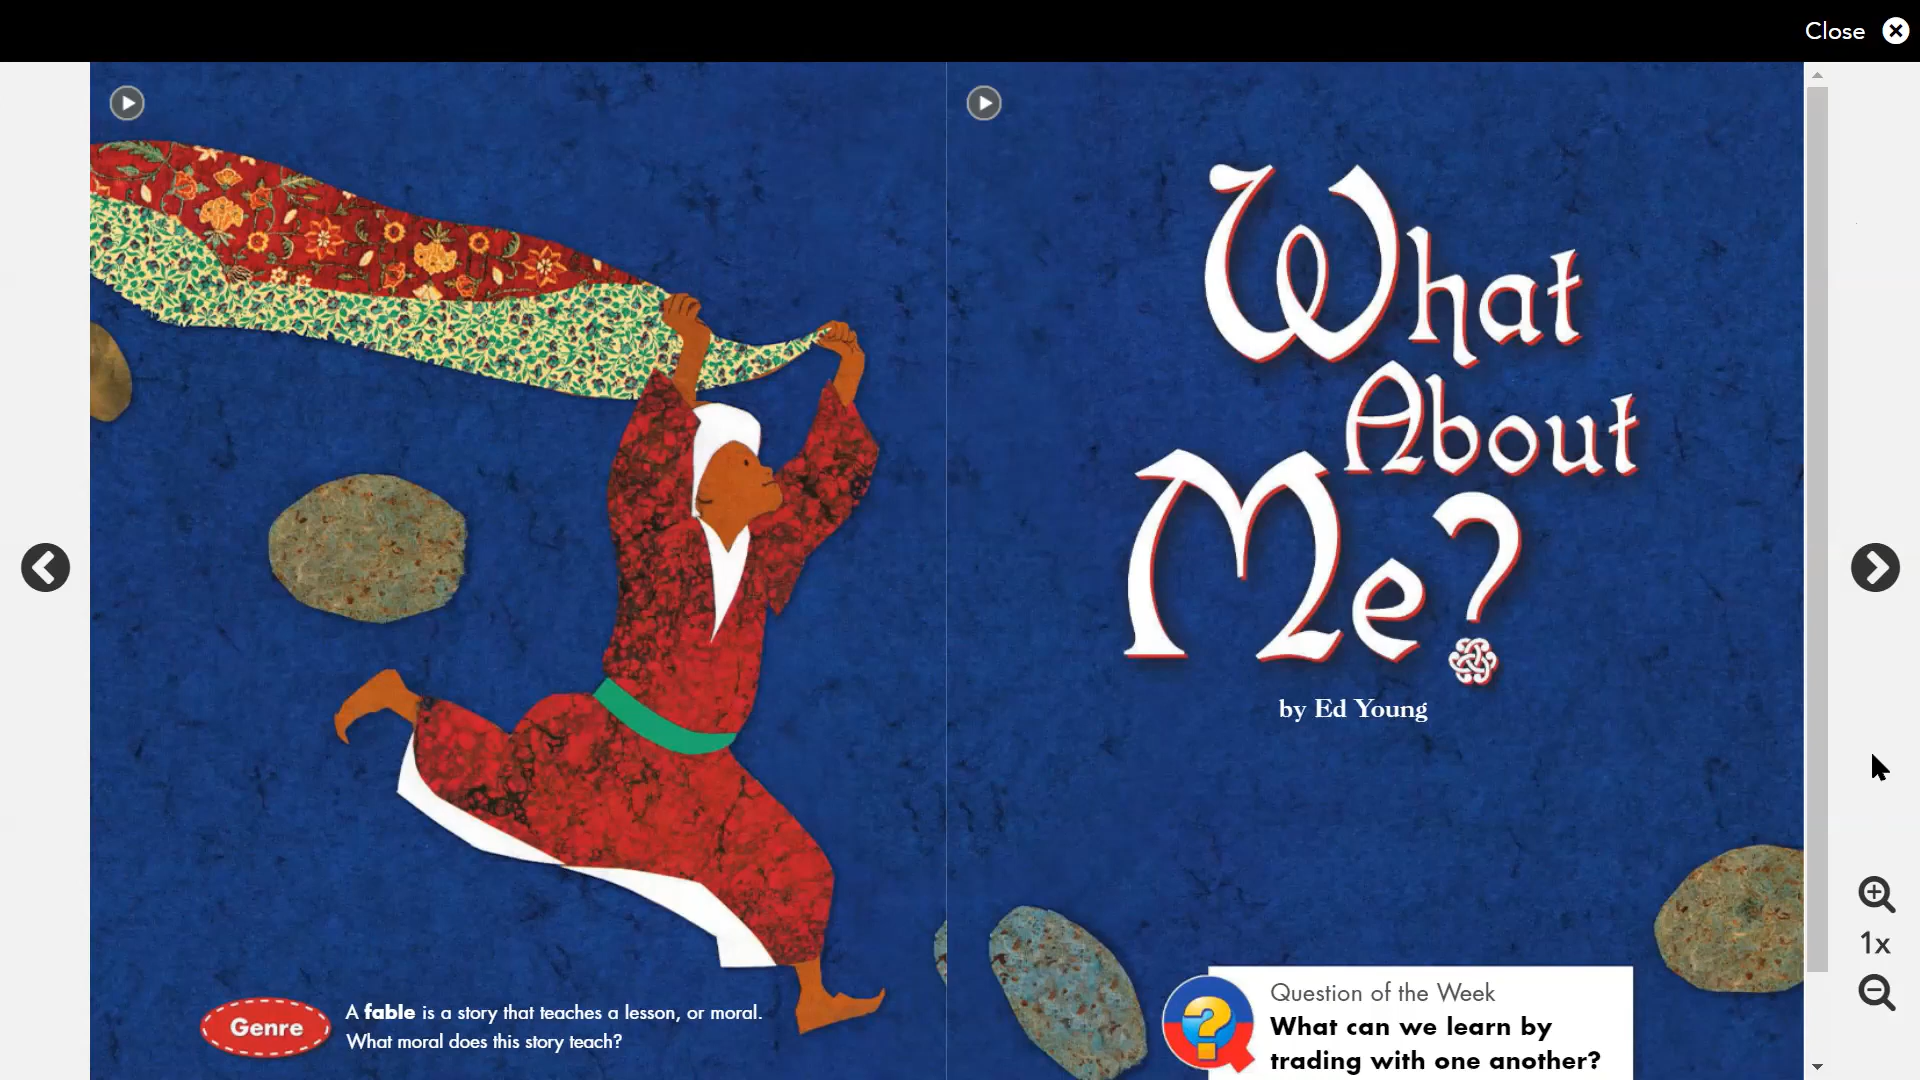 Close
What
About
Me?
by Ed Young
Genre
A fable is a story that teaches a lesson, or moral.
What moral does this story teach?
Question of the Week
What can we learn by
trading with one another?
1x